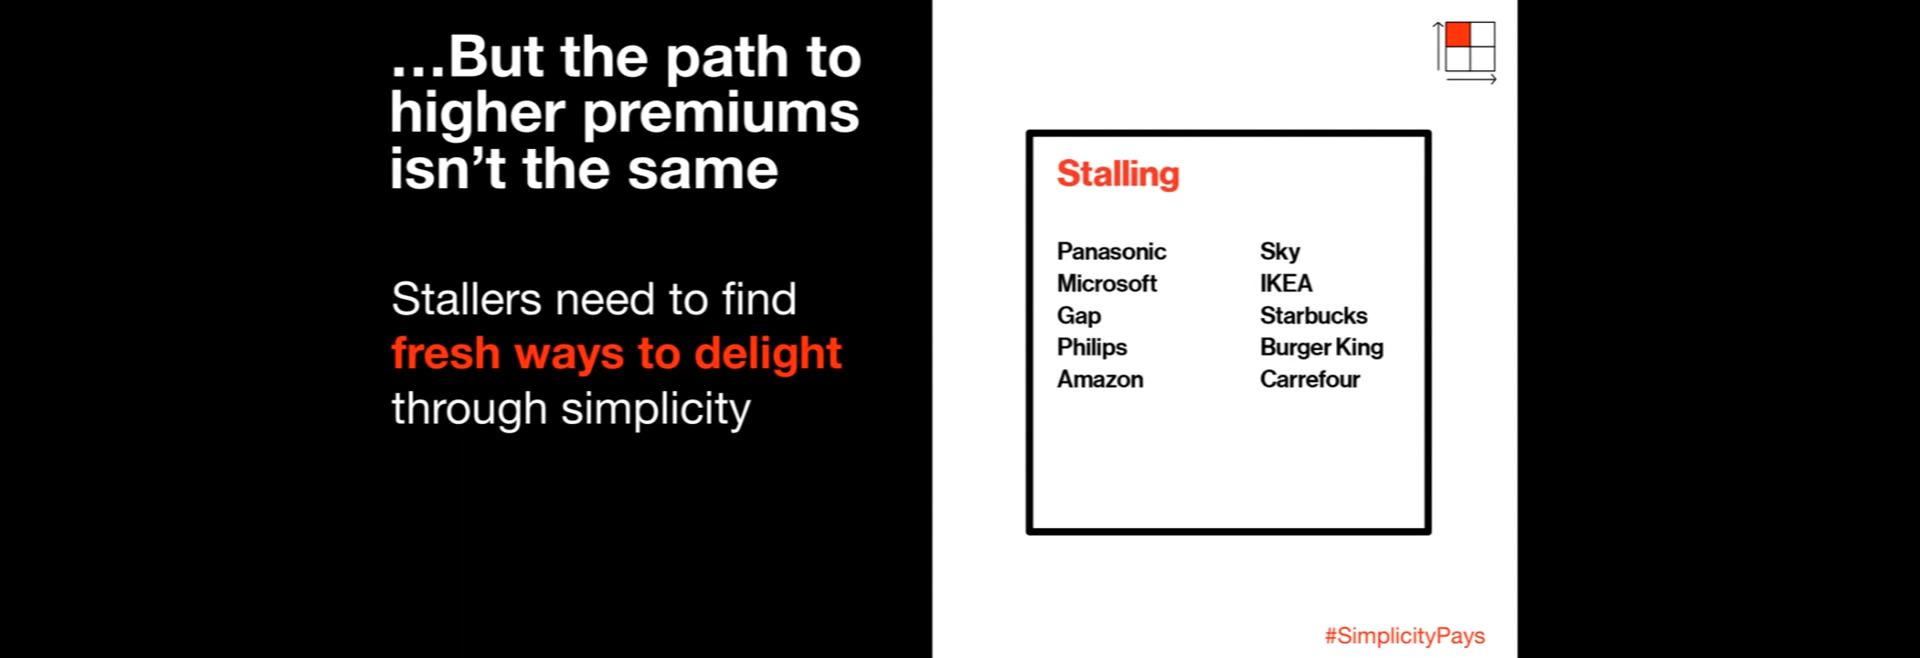 ...But the path to
higher premiums
isn’t the same
Stallers need to find
fresh ways to delight
through simplicity
Stalling
Panasonic
Microsoft
Gap
Philips
Amazon
Sky
IKEA
Starbucks
Burger King
Carrefour
#SimplicityPays